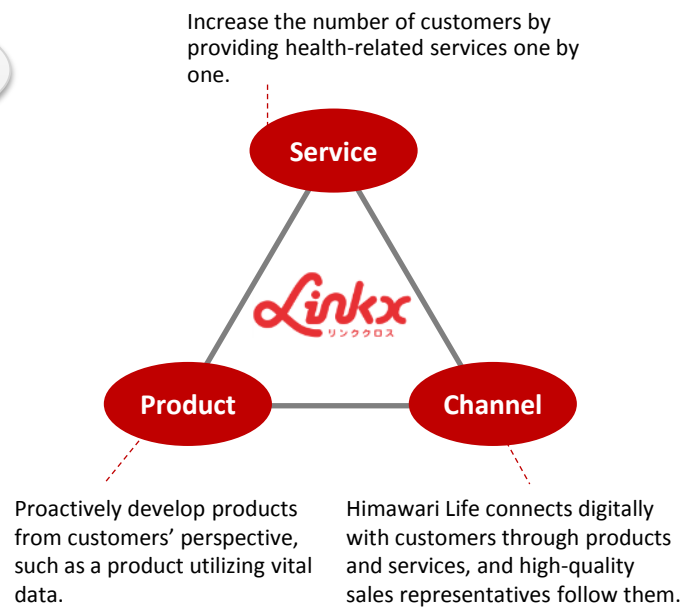 Increase the number of customers by
providing health-related services one by
one.
Service
Linkx
リンククロス
Product
Channel
Proactively develop products
from customers’ perspective,
such as a product utilizing vital
data.
Himawari Life connects digitally
with customers through products
and services, and high-quality
sales representatives follow them.